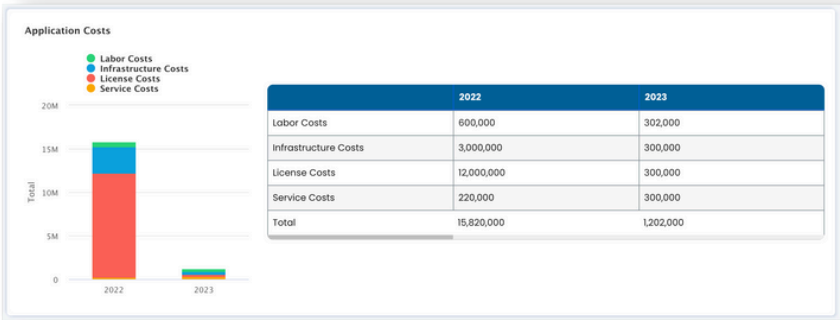 Application Costs
Labor Costs
Infrastructure Costs
License Costs
Service Costs
20M
15M
10M
5M
0
Total
2022
2023
2022 2023
Labor Costs 600,000 302,000
Infrastructure Costs 3,000,000 300,000
License Costs 12,000,000 300,000
Service Costs 220,000 300,000
Total 15,820,000 1,202,000